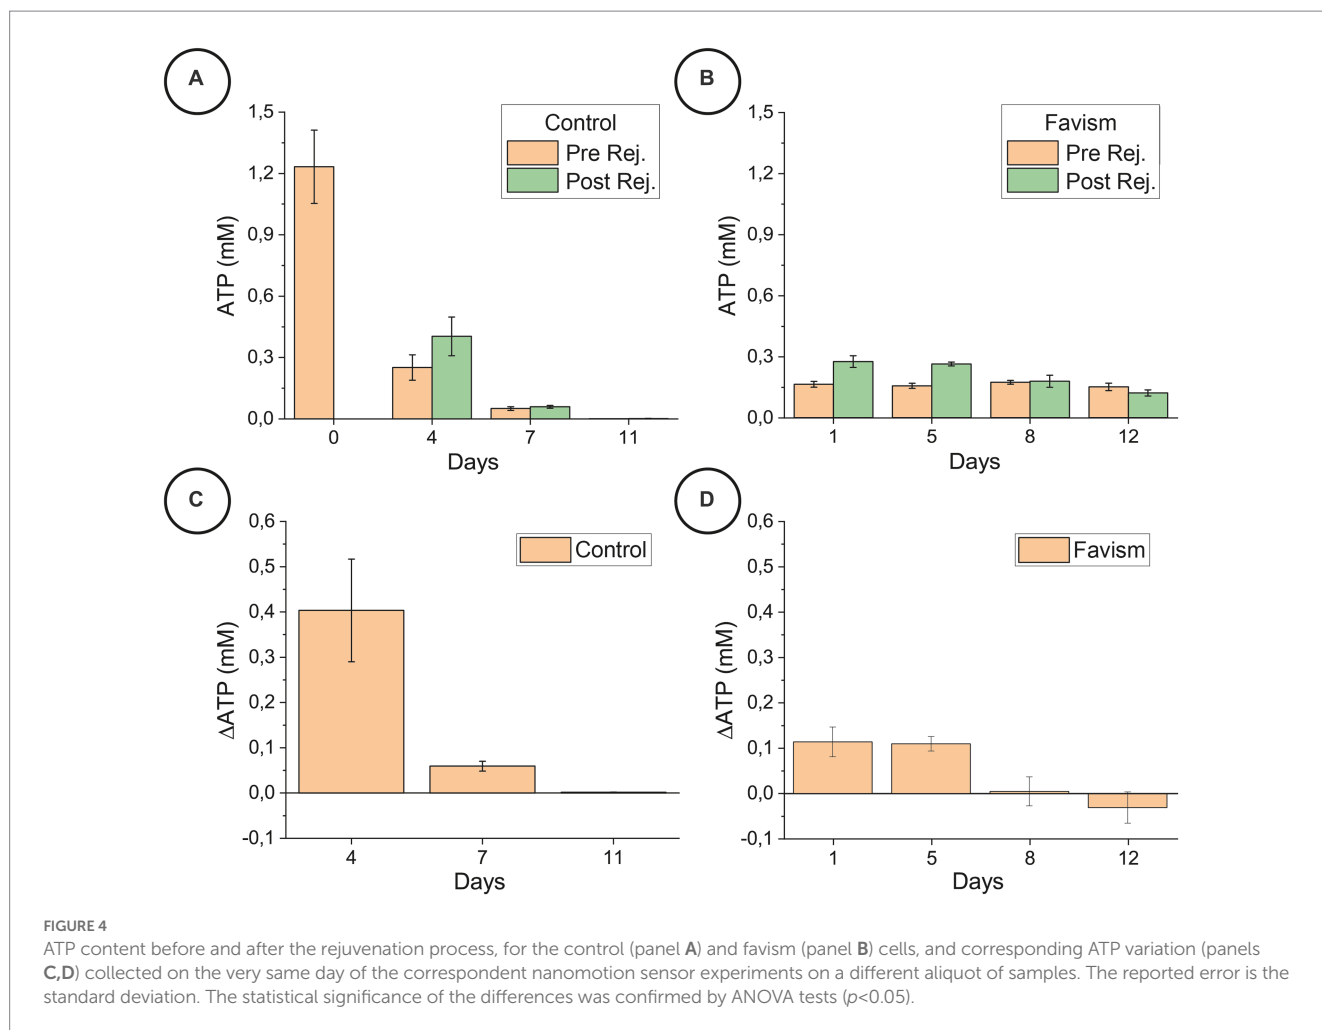 A
1,5
1,2
0,9
0,6
0,3
0,0
ATP (mM)
Control
Pre Rej.
Post Rej.
0 4 7 11
Days
B
1,5
1,2
0,9
0,6
0,3
0,0
ATP (mM)
Favism
Pre Rej.
Post Rej.
1 5 8 12
Days
C
0,6
0,5
0,4
0,3
0,2
0,1
0,0
-0,1
ΔATP (mM)
Control
4 7 11
Days
D
0,6
0,5
0,4
0,3
0,2
0,1
0,0
-0,1
ΔATP (mM)
Favism
1 5 8 12
Days
FIGURE 4
ATP content before and after the rejuvenation process, for the control (panel A) and favism (panel B) cells, and corresponding ATP variation (panels
C,D) collected on the very same day of the correspondent nanomotion sensor experiments on a different aliquot of samples. The reported error is the
standard deviation. The statistical significance of the differences was confirmed by ANOVA tests (p<0.05).